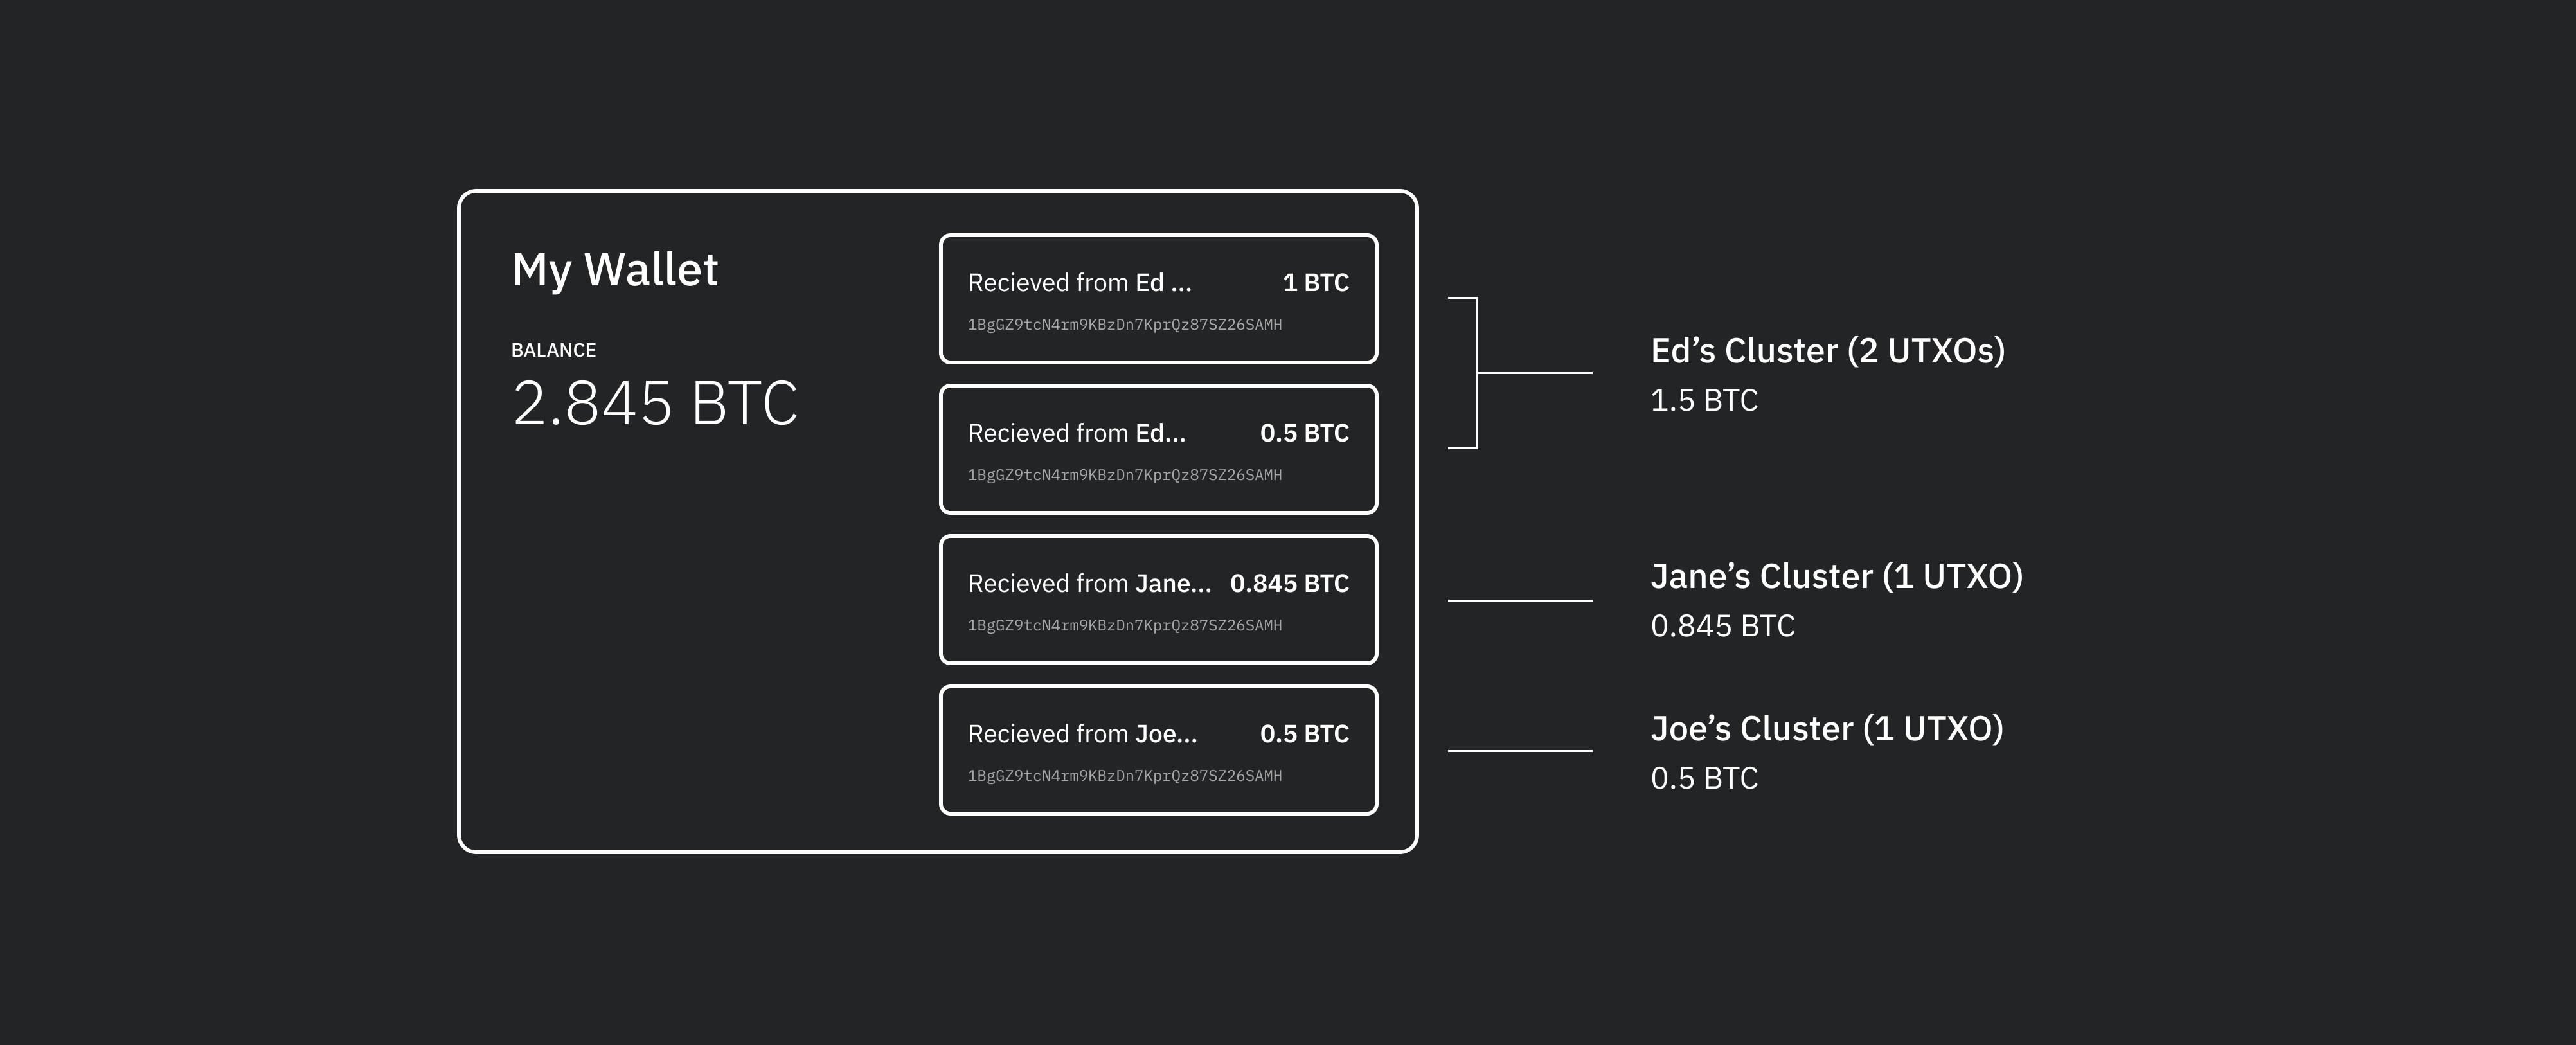 My Wallet
BALANCE
2.845 BTC
Recieved from Ed ... 1 BTC
1BgGZ9tcN4rm9KBzDn7KprQz87SZ26SAMH
Recieved from Ed... 0.5 BTC
1BgGZ9tcN4rm9KBzDn7KprQz87SZ26SAMH
Recieved from Jane... 0.845 BTC
1BgGZ9tcN4rm9KBzDn7KprQz87SZ26SAMH
Recieved from Joe... 0.5 BTC
1BgGZ9tcN4rm9KBzDn7KprQz87SZ26SAMH
Ed’s Cluster (2 UTXOs)
1.5 BTC
Jane’s Cluster (1 UTXO)
0.845 BTC
Joe’s Cluster (1 UTXO)
0.5 BTC